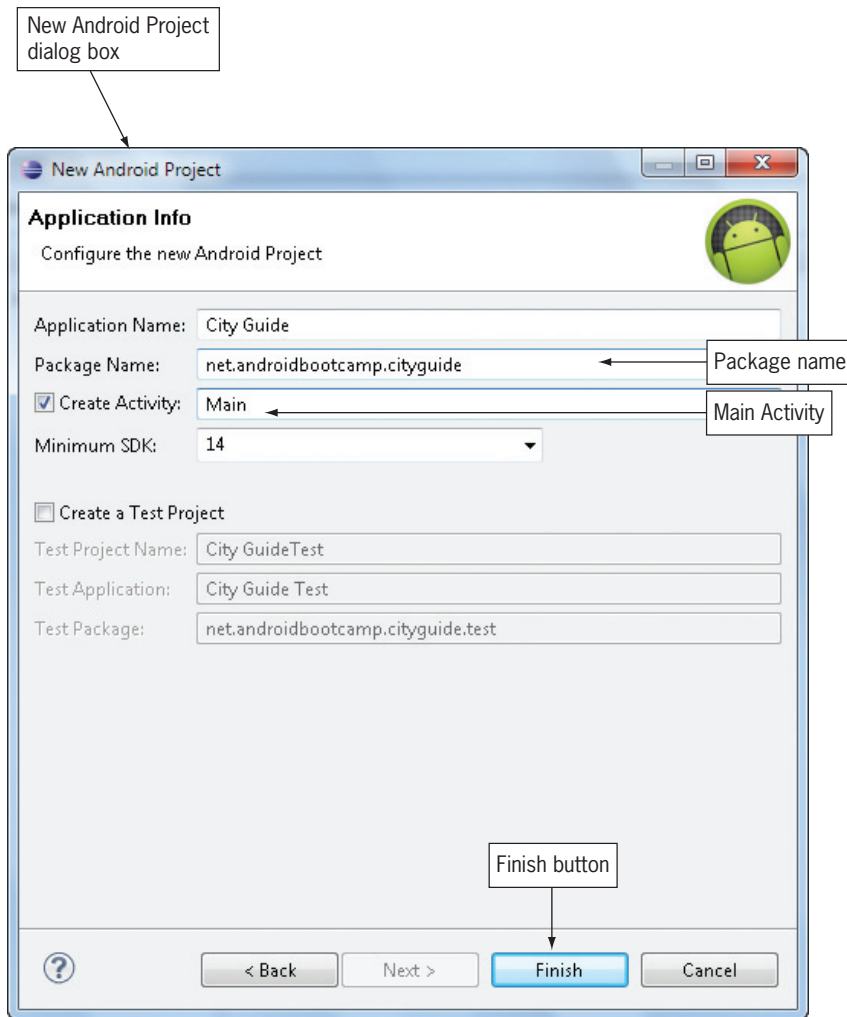 New Android Project
dialog box
New Android Project
Application Info
Configure the new Android Project
Application Name: City Guide
Package Name: net.androidbootcamp.cityguide
Package name
Create Activity: Main
Main Activity
Minimum SDK: 14
Create a Test Project
Test Project Name: City GuideTest
Test Application: City Guide Test
Test Package: net.androidbootcamp.cityguide.test
Finish button
?
< Back Next > Finish Cancel